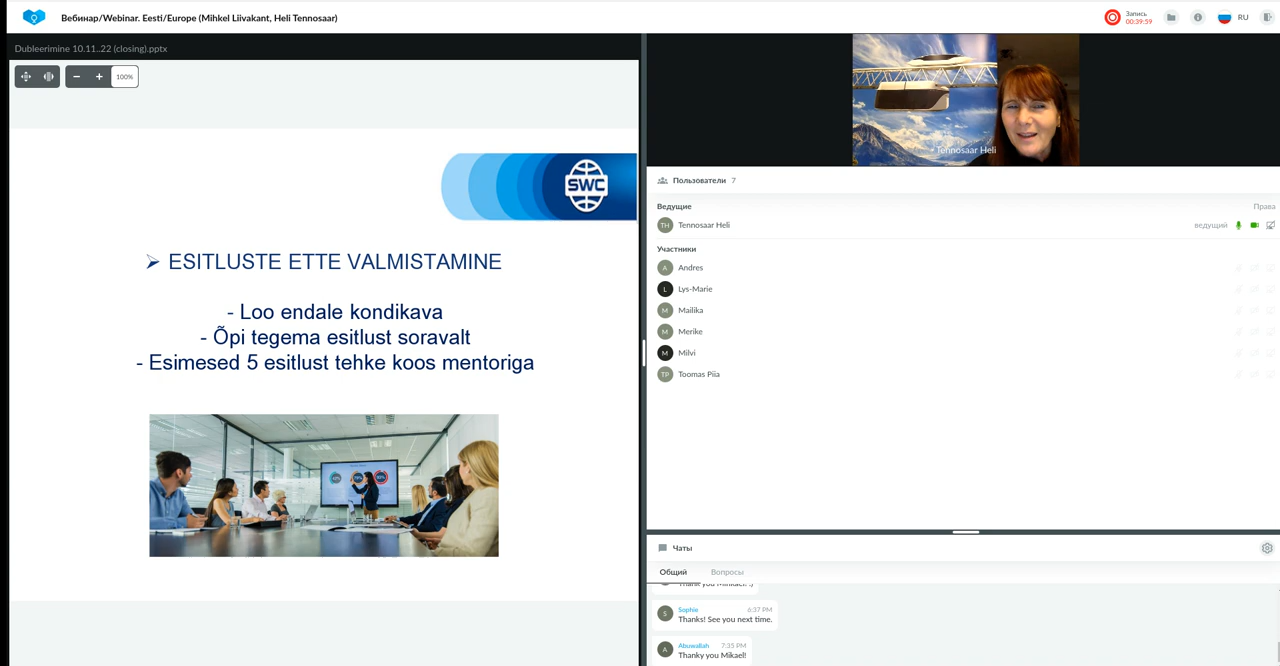 Вебинар/Webinar. Eesti/Europe (Mihkel Liivakant, Heli Tennosaar)
Запись
00:39:59
RU
Dubleerimine 10.11..22 (closing).pptx
100%
SWC
➢ ESITLUSTE ETTE VALMISTAMINE
- Loo endale kondikava
- Õpi tegema esitlust soravalt
- Esimesed 5 esitlust tehke koos mentoriga
Tennosaar Heli
Пользователи 7
Ведущие
Права
TH Tennosaar Heli
ведущий
Участники
A Andres
L Lys-Marie
M Mailika
M Merike
M Milvi
TP Toomas Piia
Чаты
Общий
Вопросы
S
Sophie 6:37 PM
Thanks! See you next time.
A
Abuwallah 7:35 PM
Thanky you Mikael!